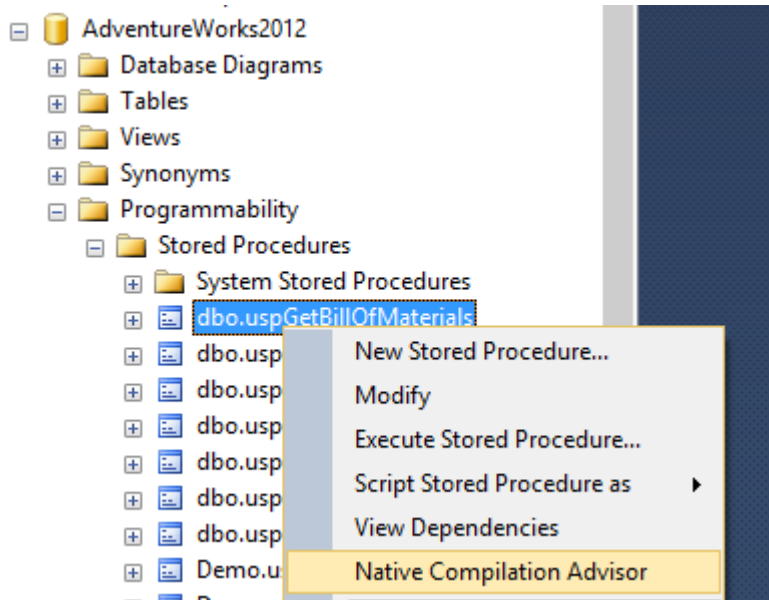 AdventureWorks2012
Database Diagrams
Tables
Views
Synonyms
Programmability
Stored Procedures
System Stored Procedures
dbo.uspGetBillOfMaterials
dbo.usp
New Stored Procedure...
dbo.usp
Modify
dbo.usp
Execute Stored Procedure...
dbo.usp
Script Stored Procedure as
dbo.usp
dbo.usp
View Dependencies
Demo.u
Native Compilation Advisor